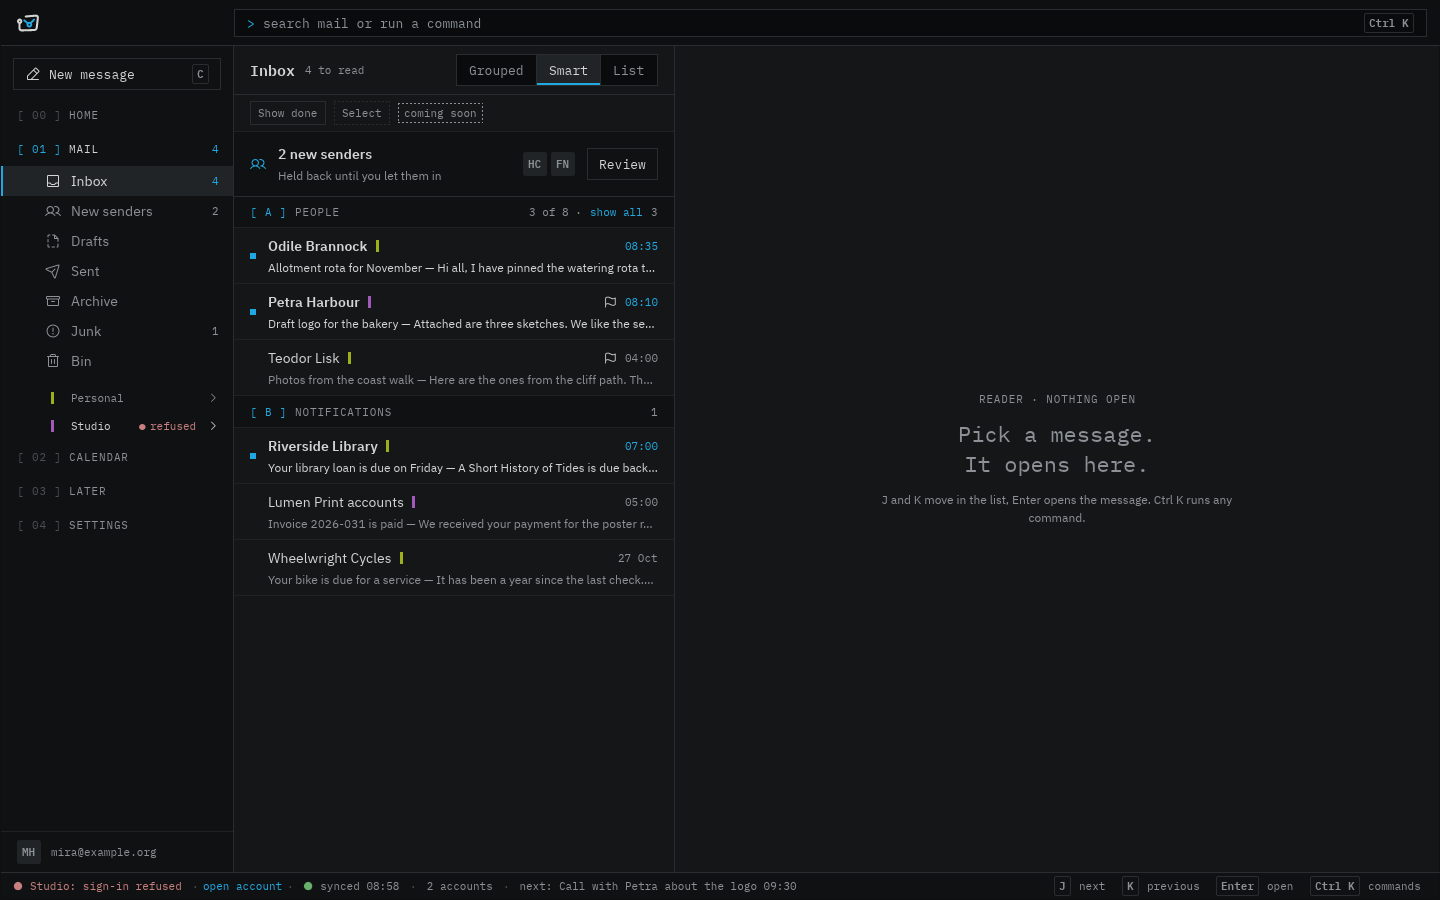 > search mail or run a command Ctrl K
New message C
[ 00 ] HOME
[ 01 ] MAIL 4
Inbox 4
New senders 2
Drafts
Sent
Archive
Junk 1
Bin
Personal
Studio refused
[ 02 ] CALENDAR
[ 03 ] LATER
[ 04 ] SETTINGS
MH mira@example.org
Inbox 4 to read Grouped Smart List
Show done Select coming soon
2 new senders
Held back until you let them in
HC FN Review
[ A ] PEOPLE 3 of 8 · show all 3
Odile Brannock 08:35
Allotment rota for November — Hi all, I have pinned the watering rota t…
Petra Harbour 08:10
Draft logo for the bakery — Attached are three sketches. We like the se…
Teodor Lisk 04:00
Photos from the coast walk — Here are the ones from the cliff path. Th…
[ B ] NOTIFICATIONS 1
Riverside Library 07:00
Your library loan is due on Friday — A Short History of Tides is due back…
Lumen Print accounts 05:00
Invoice 2026-031 is paid — We received your payment for the poster r…
Wheelwright Cycles 27 Oct
Your bike is due for a service — It has been a year since the last check.…
READER · NOTHING OPEN
Pick a message.
It opens here.
J and K move in the list, Enter opens the message. Ctrl K runs any
command.
Studio: sign-in refused · open account · synced 08:58 · 2 accounts · next: Call with Petra about the logo 09:30
J next K previous Enter open Ctrl K commands